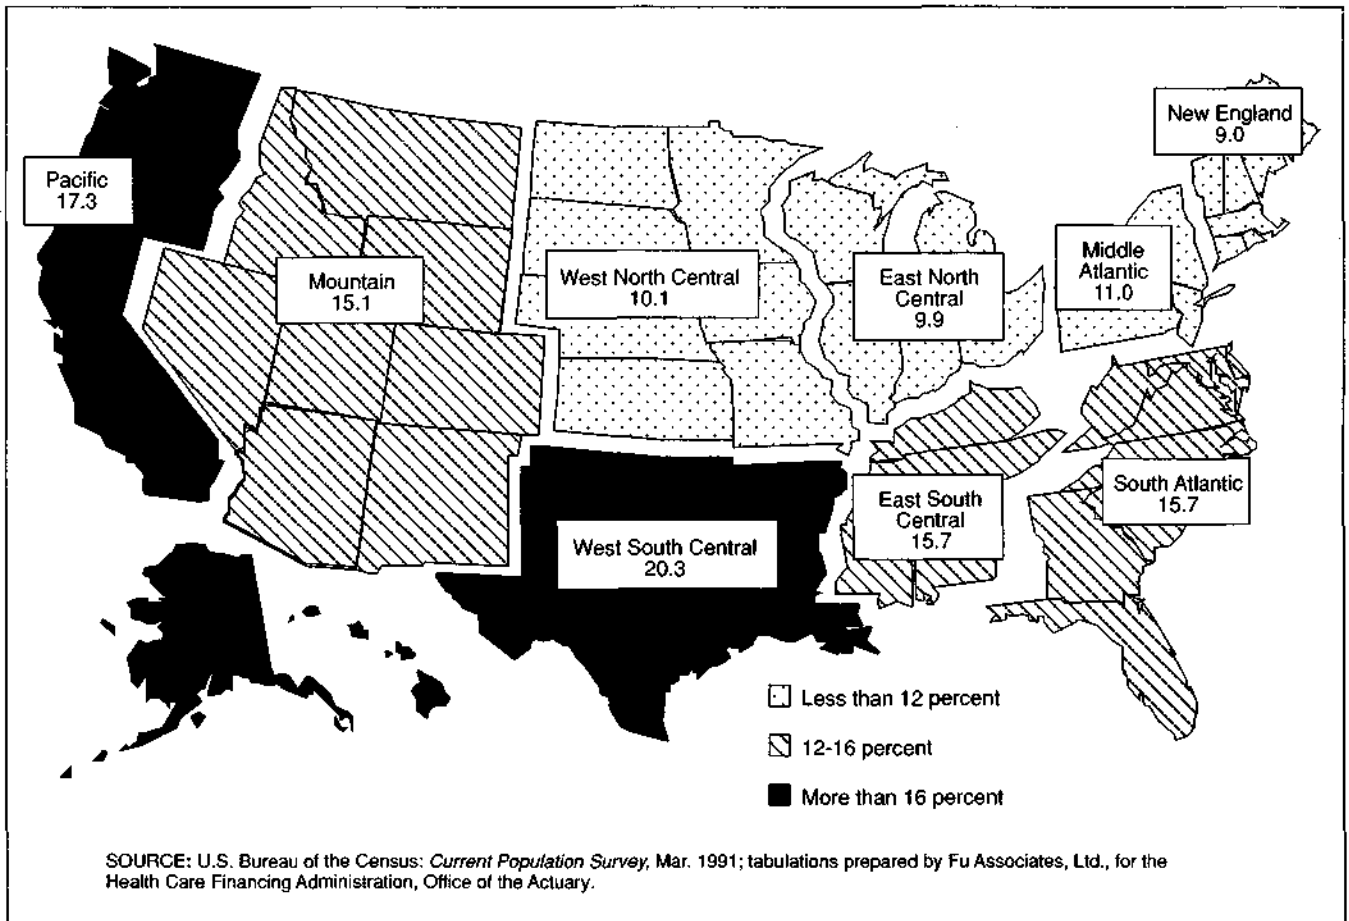 New England
9.0
Pacific
17.3
Middle
Atlantic
11.0
Mountain
15.1
West North Central
10.1
East North
Central
9.9
South Atlantic
15.7
East South
Central
15.7
West South Central
20.3
Less than 12 percent
12-16 percent
More than 16 percent
SOURCE: U.S. Bureau of the Census: Current Population Survey, Mar. 1991; tabulations prepared by Fu Associates, Ltd., for the
Health Care Financing Administration, Office of the Actuary.